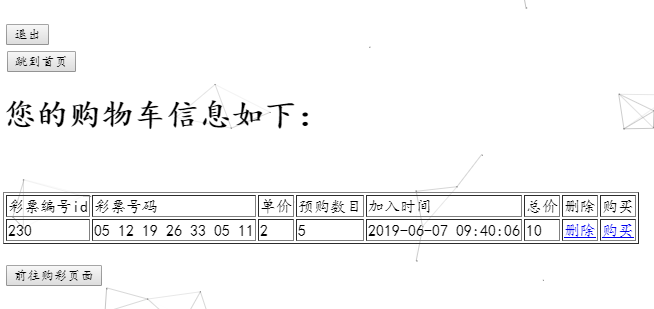 退出
跳到首页
您的购物车信息如下：
彩票编号id 彩票号码 单价 预购数目 加入时间 总价 删除 购买
230 05 12 19 26 33 05 11 2 5 2019-06-07 09:40:06 10 删除 购买
前往购彩页面